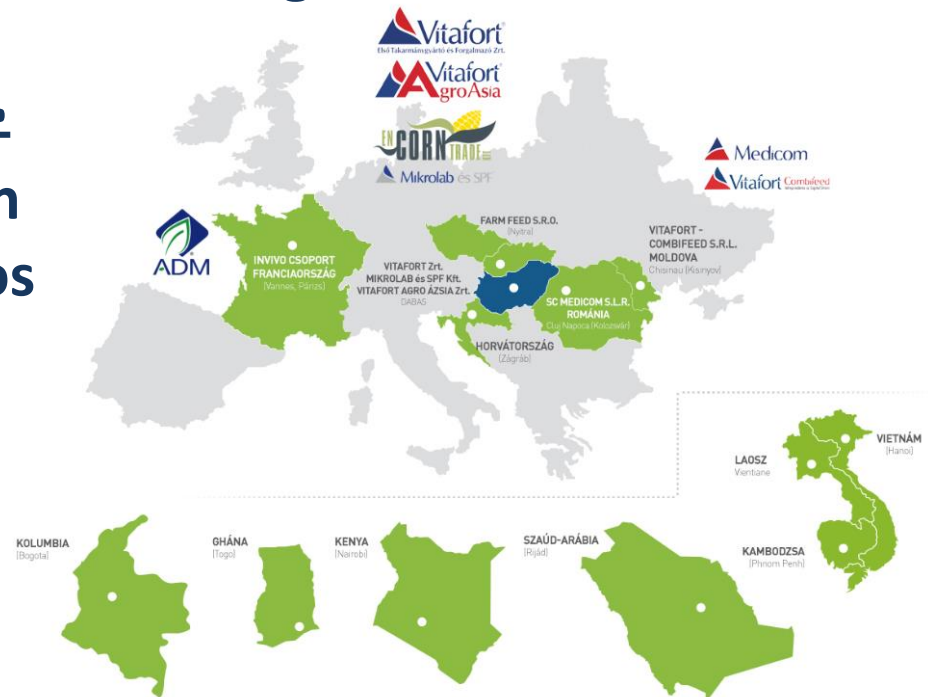 Vitafort
Első Takarmánygyártó és Forgalmazó Zrt.
Vitafort
AgroAsia
EN
CORN
TRADE
Mikrolab és SPF
Medicom
Vitafort Combifeed
ADM
INVIVO CSOPORT
FRANCIAORSZÁG
(Vannes, Párizs)
FARM FEED S.R.O.
(Nyitra)
VITAFORT Zrt.
MIKROLAB és SPF Kft.
VITAFORT AGRO ÁZSIA Zrt.
DABAS
VITAFORT -
COMBIFEED S.R.L.
MOLDOVA
Chisinau (Kisinyov)
SC MEDICOM S.L.R.
ROMÁNIA
Cluj Napoca (Kolozsvár)
HORVÁTORSZÁG
(Zágráb)
VIETNÁM
(Hanoi)
LAOSZ
Vientiane
KAMBODZSA
(Phnom Penh)
KOLUMBIA
(Bogota)
GHÁNA
(Togo)
KENYA
(Nairobi)
SZAÚD-ARÁBIA
(Rijád)